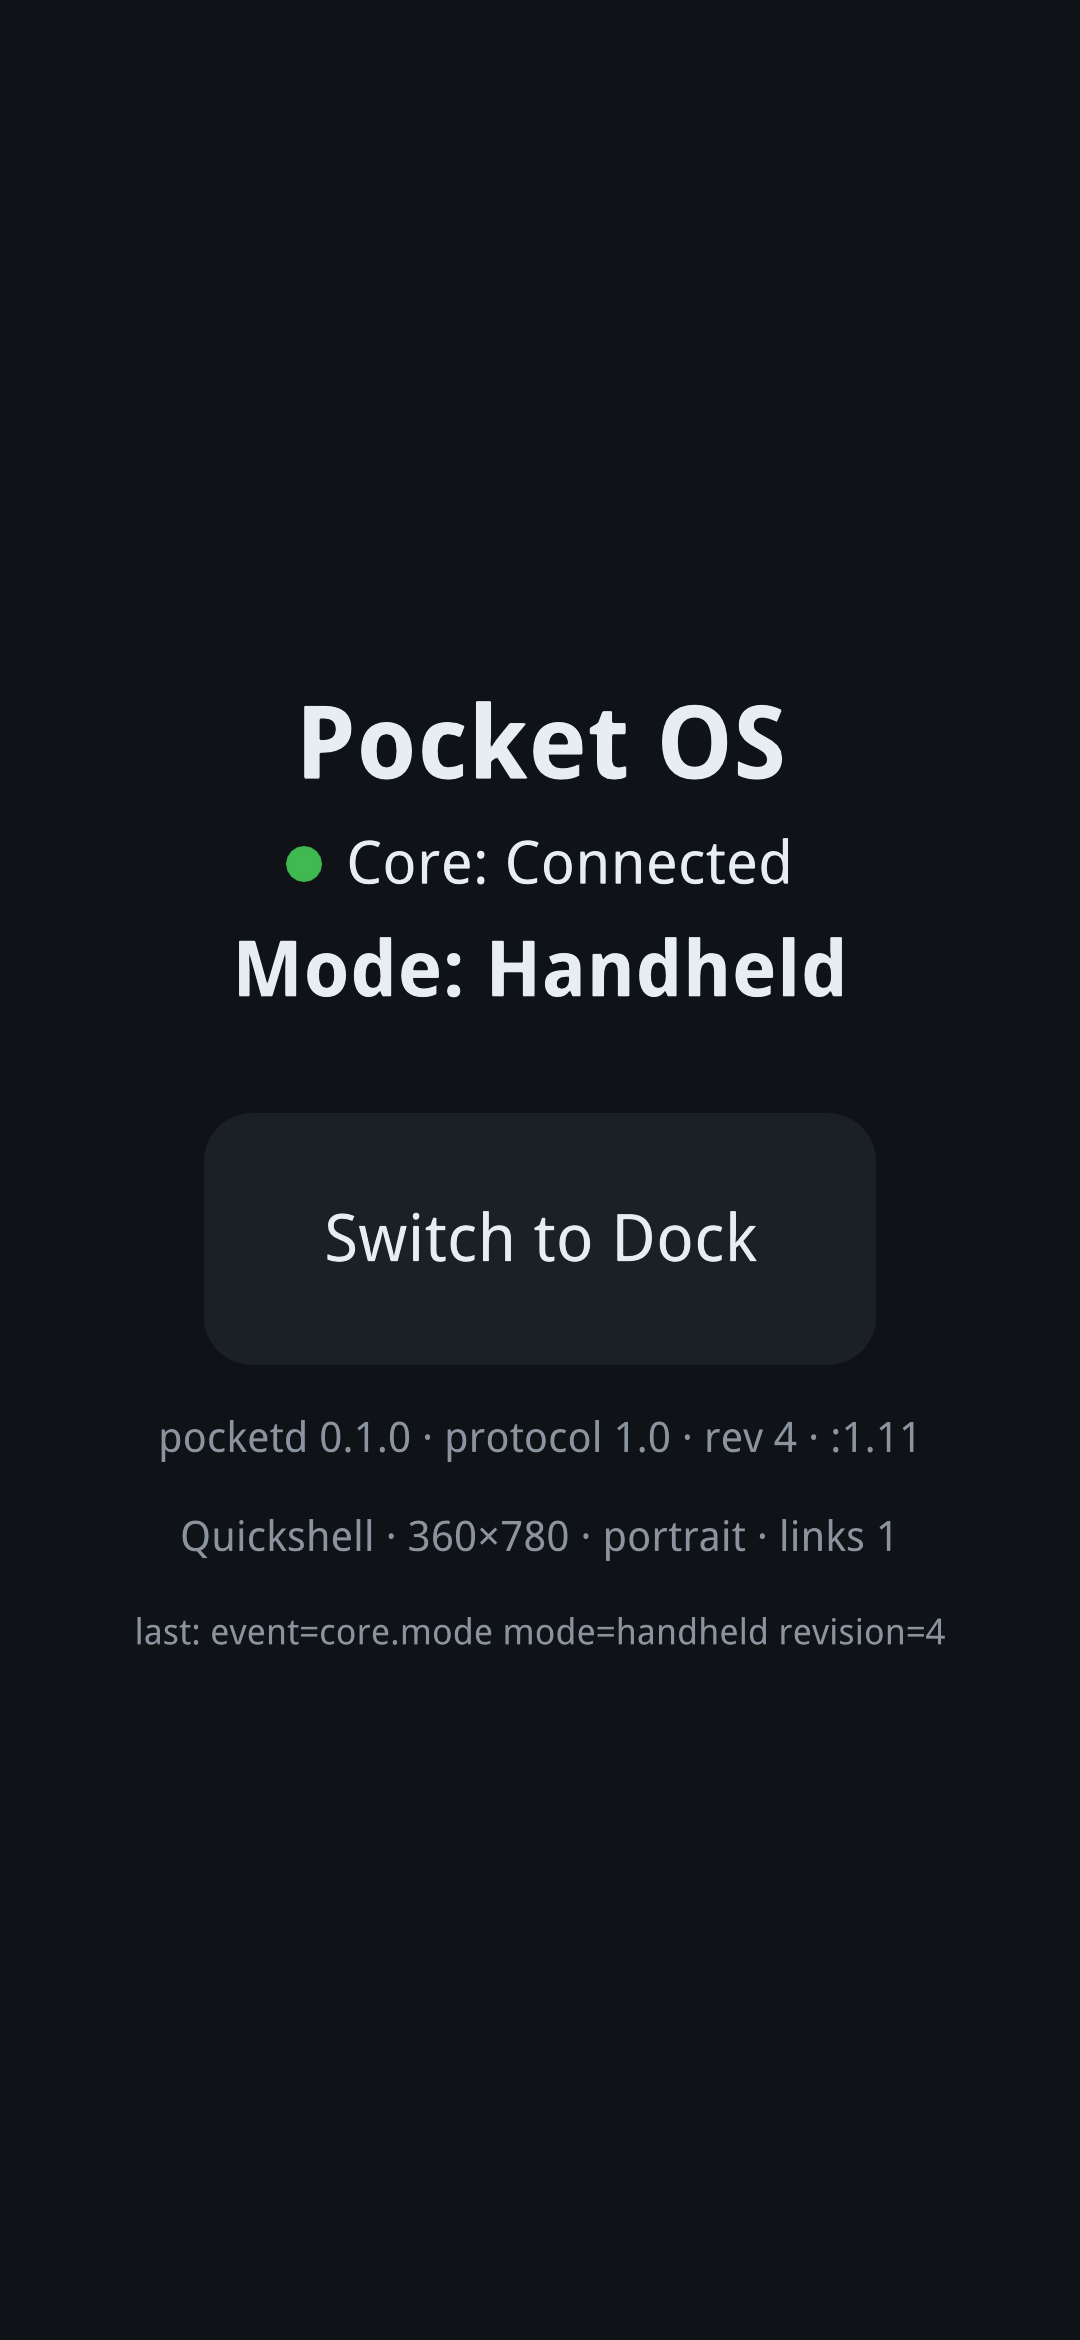 Pocket OS
Core: Connected
Mode: Handheld
Switch to Dock
pocketd 0.1.0 · protocol 1.0 · rev 4 · :1.11
Quickshell · 360×780 · portrait · links 1
last: event=core.mode mode=handheld revision=4